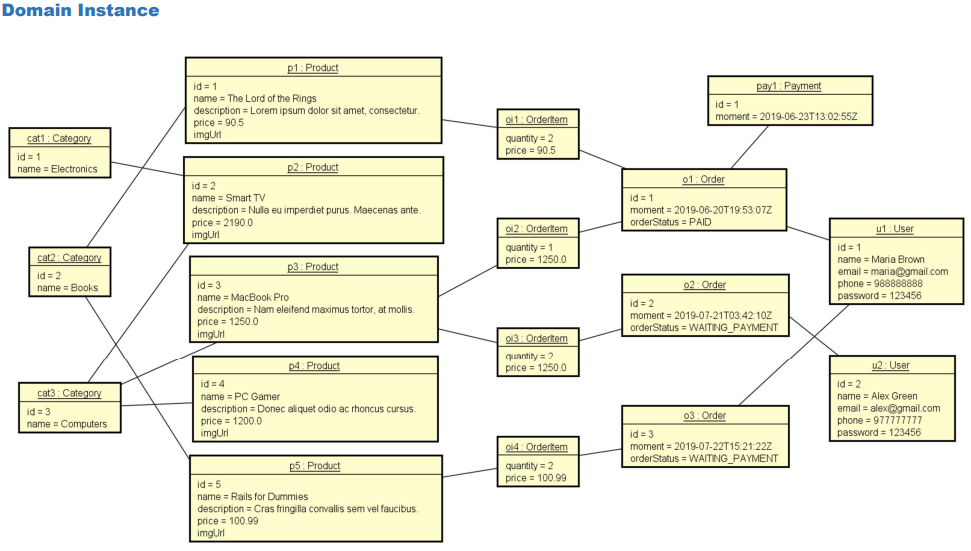 Domain Instance
cat1 : Category
id = 1
name = Electronics
cat2 : Category
id = 2
name = Books
cat3 : Category
id = 3
name = Computers
p1 : Product
id = 1
name = The Lord of the Rings
description = Lorem ipsum dolor sit amet, consectetur.
price = 90.5
imgUrl
p2 : Product
id = 2
name = Smart TV
description = Nulla eu imperdiet purus. Maecenas ante.
price = 2190.0
imgUrl
p3 : Product
id = 3
name = MacBook Pro
description = Nam eleifend maximus tortor, at mollis.
price = 1250.0
imgUrl
p4 : Product
id = 4
name = PC Gamer
description = Donec aliquet odio ac rhoncus cursus.
price = 1200.0
imgUrl
p5 : Product
id = 5
name = Rails for Dummies
description = Cras fringilla convallis sem vel faucibus.
price = 100.99
imgUrl
oi1 : OrderItem
quantity = 2
price = 90.5
oi2 : OrderItem
quantity = 1
price = 1250.0
oi3 : OrderItem
quantity = 2
price = 1250.0
oi4 : OrderItem
quantity = 2
price = 100.99
pay1 : Payment
id = 1
moment = 2019-06-23T13:02:55Z
o1 : Order
id = 1
moment = 2019-06-20T19:53:07Z
orderStatus = PAID
o2 : Order
id = 2
moment = 2019-07-21T03:42:10Z
orderStatus = WAITING_PAYMENT
o3 : Order
id = 3
moment = 2019-07-22T15:21:22Z
orderStatus = WAITING_PAYMENT
u1 : User
id = 1
name = Maria Brown
email = maria@gmail.com
phone = 988888888
password = 123456
u2 : User
id = 2
name = Alex Green
email = alex@gmail.com
phone = 977777777
password = 123456